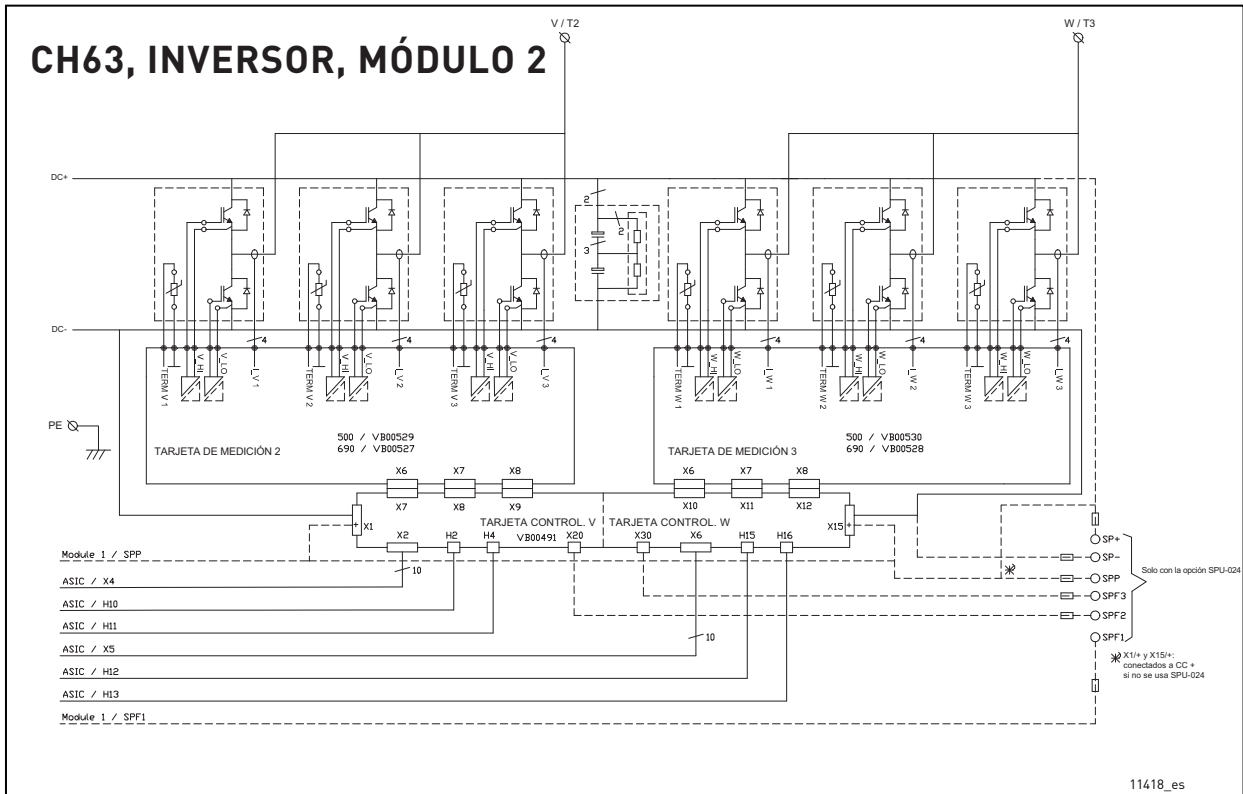 V / T2
W / T3
CH63, INVERSOR, MÓDULO 2
DC+
2
2
3
DC-
4
4
4
4
4
4
TERM V 1
V_HI
V_LO
I_V 1
TERM V 2
V_HI
V_LO
I_V 2
TERM V 3
V_HI
V_LO
I_V 3
TERM W 1
W_HI
W_LO
I_W 1
TERM W 2
W_HI
W_LO
I_W 2
TERM W 3
W_HI
W_LO
I_W 3
PE
TARJETA DE MEDICIÓN 2
500 / VB00529
690 / VB00527
TARJETA DE MEDICIÓN 3
500 / VB00530
690 / VB00528
X6 X7 X8
X6 X7 X8
X7 X8 X9
X10 X11 X12
+ X1
TARJETA CONTROL. V
TARJETA CONTROL. W
X15 +
VB00491
X2 H2 H4 X20 X30 X6 H15 H16
Module 1 / SPP
ASIC / X4
10
ASIC / H10
ASIC / H11
ASIC / X5
10
ASIC / H12
ASIC / H13
Module 1 / SPF1
SP+
SP-
SPP
SPF3
SPF2
SPF1
Solo con la opción SPU-024
X1/+ y X15/+:
conectados a CC +
si no se usa SPU-024
11418_es